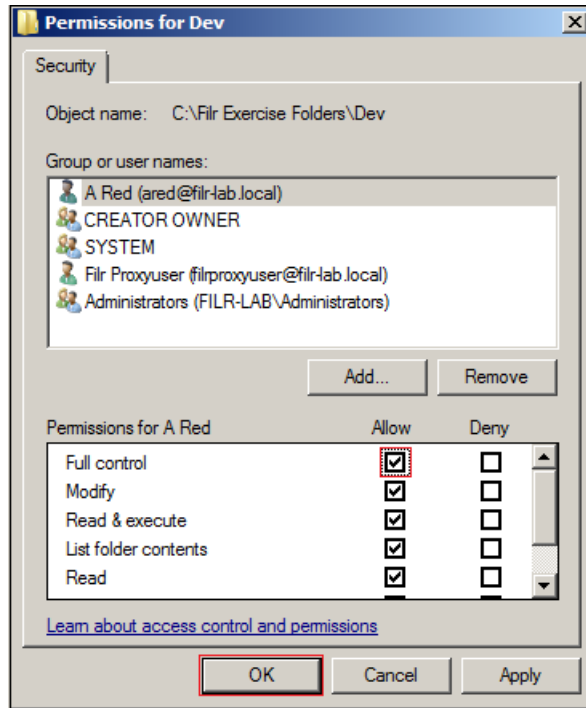 Permissions for Dev
Security
Object name: C:\Filr Exercise Folders\Dev
Group or user names:
A Red (ared@filr-lab.local)
CREATOR OWNER
SYSTEM
Filr Proxyuser (filrproxyuser@filr-lab.local)
Administrators (FILR-LAB\Administrators)
Add... Remove
Permissions for A Red Allow Deny
Full control
Modify
Read & execute
List folder contents
Read
Learn about access control and permissions
OK Cancel Apply